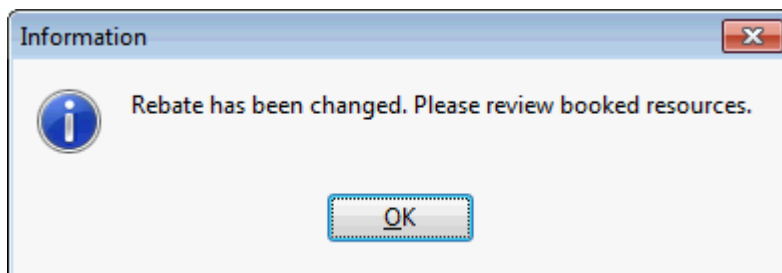 Information
Rebate has been changed. Please review booked resources.
OK